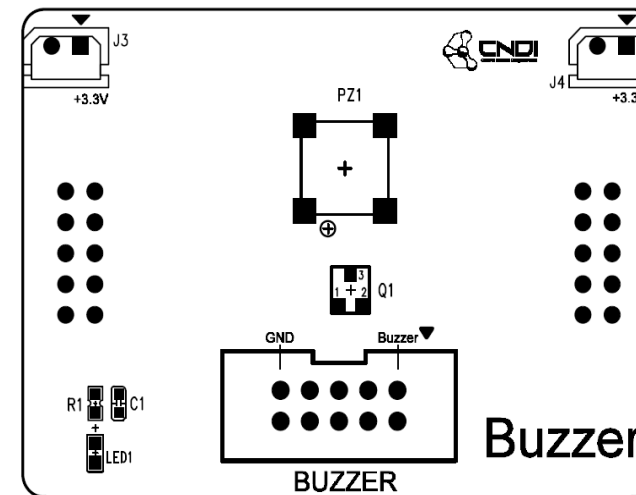 J3
CNDI
J4
+3.3V
+3.3
PZ1
3
1
2
Q1
GND
Buzzer
R1
C1
LED1
Buzzer
BUZZER